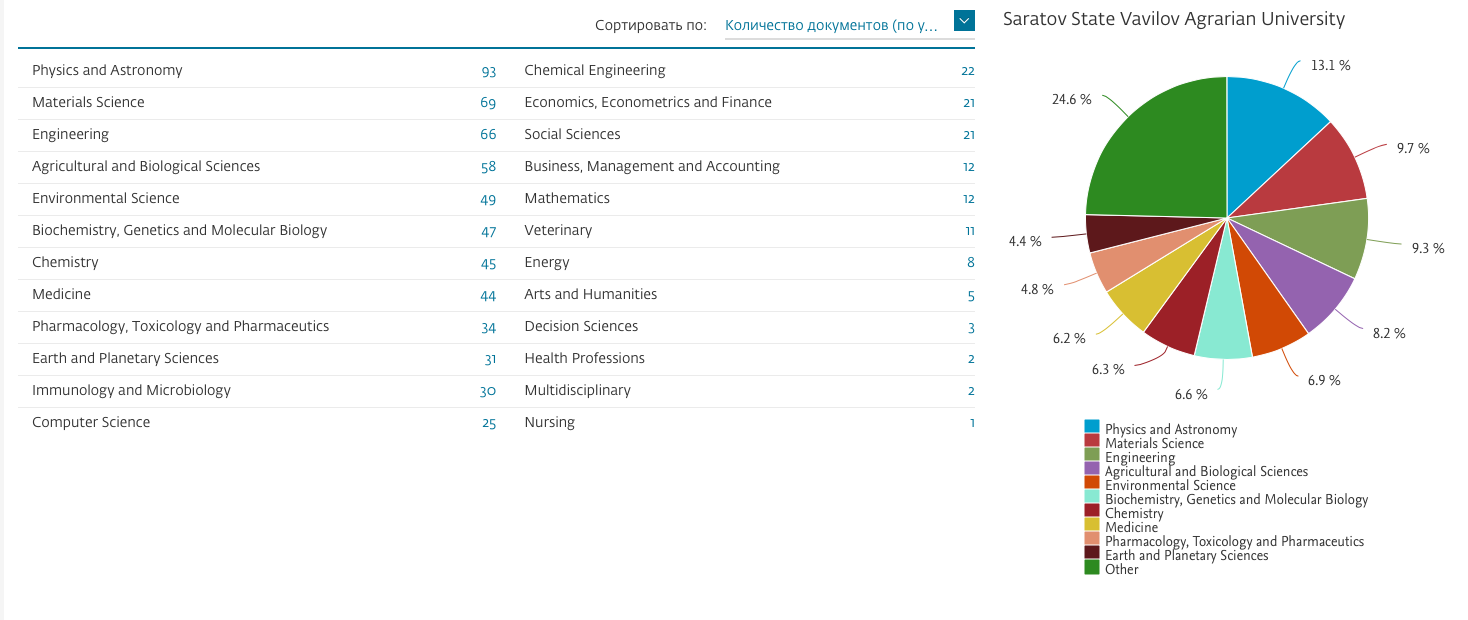 Сортировать по: Количество документов (по у...
Physics and Astronomy 93
Materials Science 69
Engineering 66
Agricultural and Biological Sciences 58
Environmental Science 49
Biochemistry, Genetics and Molecular Biology 47
Chemistry 45
Medicine 44
Pharmacology, Toxicology and Pharmaceutics 34
Earth and Planetary Sciences 31
Immunology and Microbiology 30
Computer Science 25
Chemical Engineering 22
Economics, Econometrics and Finance 21
Social Sciences 21
Business, Management and Accounting 12
Mathematics 12
Veterinary 11
Energy 8
Arts and Humanities 5
Decision Sciences 3
Health Professions 2
Multidisciplinary 2
Nursing 1
Saratov State Vavilov Agrarian University
13.1 %
9.7 %
9.3 %
8.2 %
6.9 %
6.6 %
6.3 %
6.2 %
4.8 %
4.4 %
24.6 %
Physics and Astronomy
Materials Science
Engineering
Agricultural and Biological Sciences
Environmental Science
Biochemistry, Genetics and Molecular Biology
Chemistry
Medicine
Pharmacology, Toxicology and Pharmaceutics
Earth and Planetary Sciences
Other